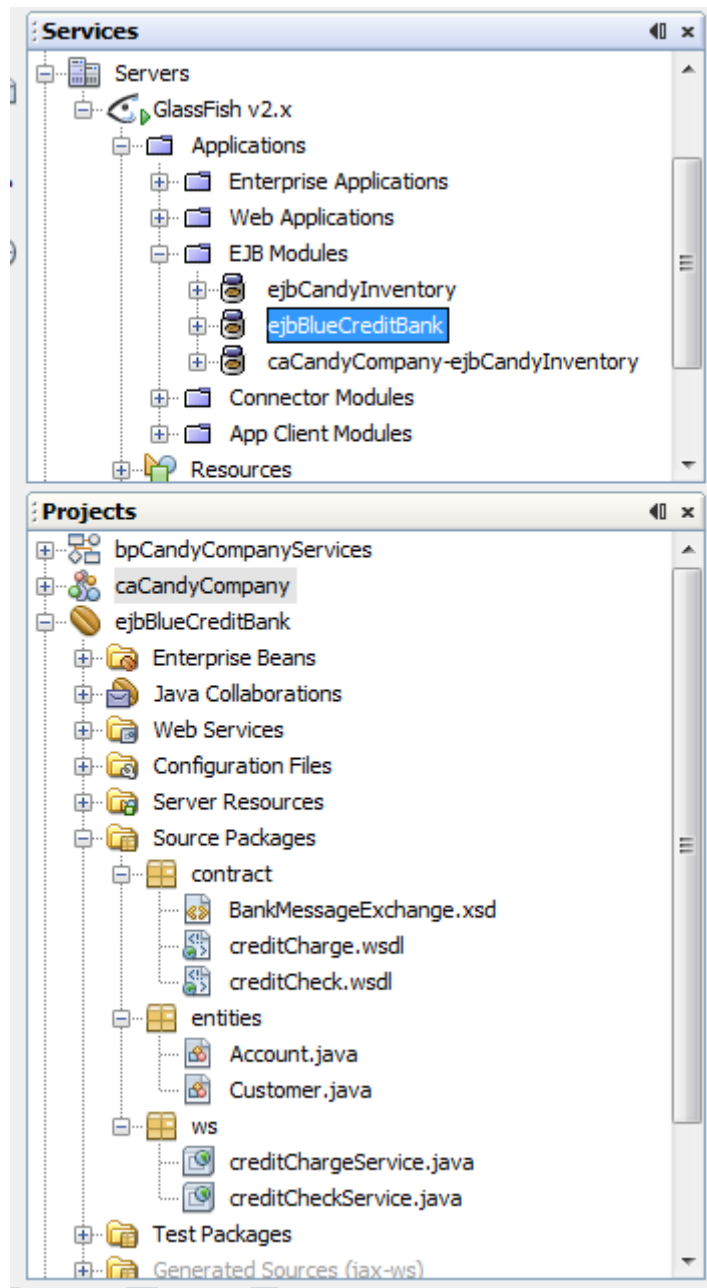 Services
Servers
GlassFish v2.x
Applications
Enterprise Applications
Web Applications
EJB Modules
ejbCandyInventory
ejbBlueCreditBank
caCandyCompany-ejbCandyInventory
Connector Modules
App Client Modules
Resources
Projects
bpCandyCompanyServices
caCandyCompany
ejbBlueCreditBank
Enterprise Beans
Java Collaborations
Web Services
Configuration Files
Server Resources
Source Packages
contract
BankMessageExchange.xsd
creditCharge.wsdl
creditCheck.wsdl
entities
Account.java
Customer.java
ws
creditChargeService.java
creditCheckService.java
Test Packages
Generated Sources (jax-ws)